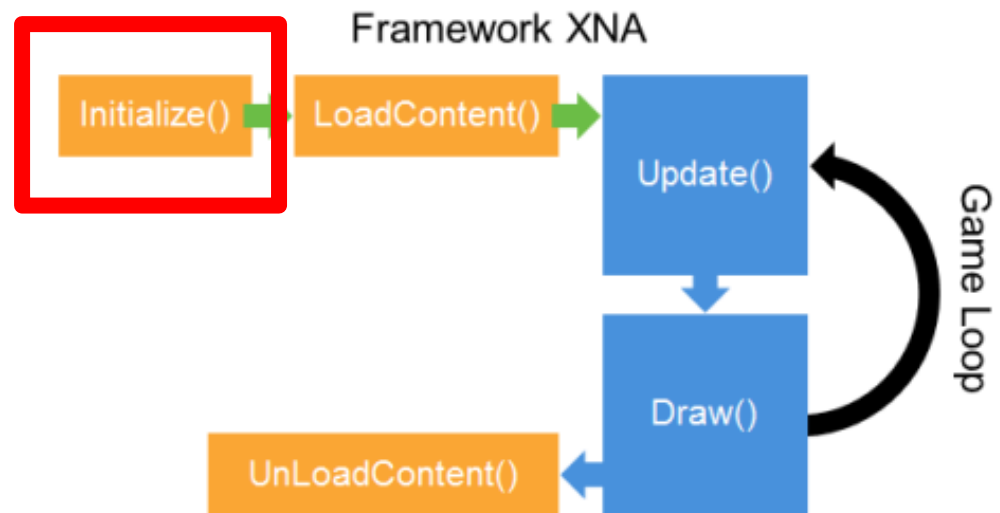 Framework XNA
Initialize()
LoadContent()
Update()
Game Loop
Draw()
UnLoadContent()